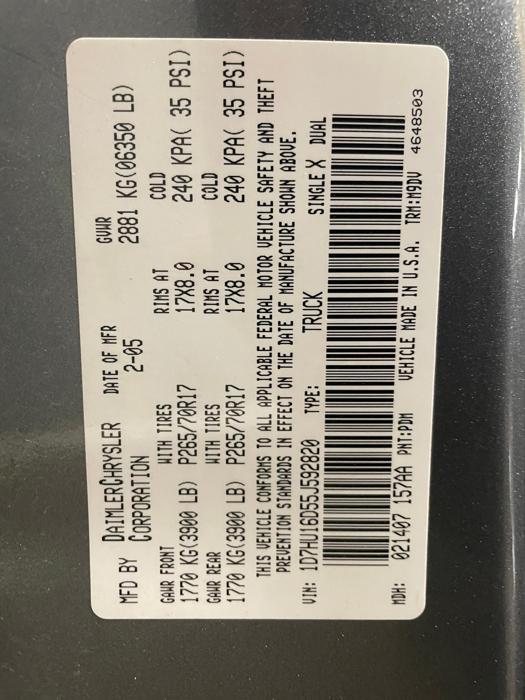 MFD BY DAIMLERCHRYSLER CORPORATION DATE OF MFR 2-05 GVWR 2881 KG(06350 LB)
GAWR FRONT WITH TIRES RIMS AT COLD
1770 KG(3900 LB) P265/70R17 17X8.0 240 KPA( 35 PSI)
GAWR REAR WITH TIRES RIMS AT COLD
1770 KG(3900 LB) P265/70R17 17X8.0 240 KPA( 35 PSI)
THIS VEHICLE CONFORMS TO ALL APPLICABLE FEDERAL MOTOR VEHICLE SAFETY AND THEFT
PREVENTION STANDARDS IN EFFECT ON THE DATE OF MANUFACTURE SHOWN ABOVE.
VIN: 1D7HU16D55J592820 TYPE: TRUCK SINGLE X DUAL
MDH: 021407 157AA PNT:PDM VEHICLE MADE IN U.S.A. TRM:M9DV 4648503